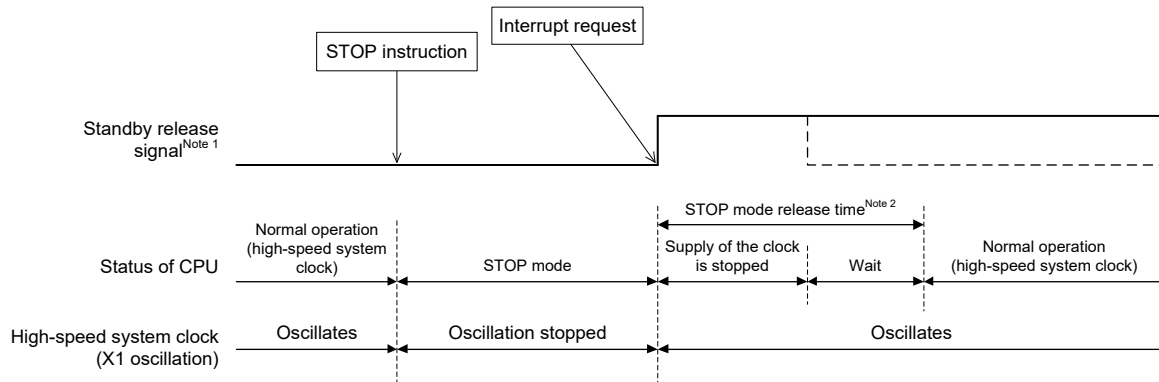 Interrupt request
STOP instruction
Standby release
signalNote 1
STOP mode release timeNote 2
Normal operation
(high-speed system
clock)
Supply of the clock
is stopped
Normal operation
(high-speed system clock)
Status of CPU
STOP mode
Wait
High-speed system clock
(X1 oscillation)
Oscillates
Oscillation stopped
Oscillates